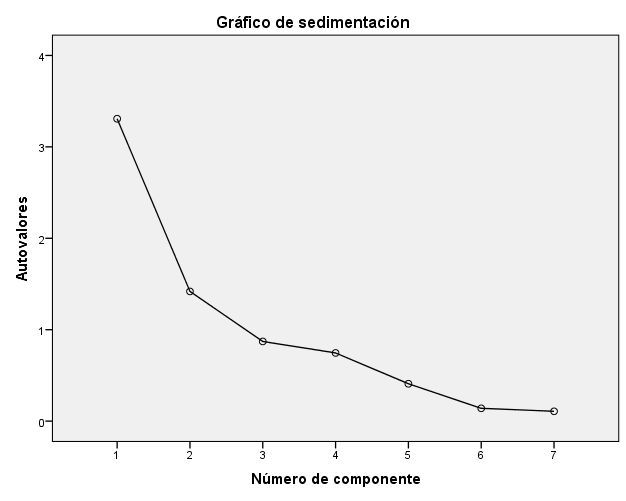 Gráfico de sedimentación
4
3
2
1
0
Autovalores
1 2 3 4 5 6 7
Número de componente